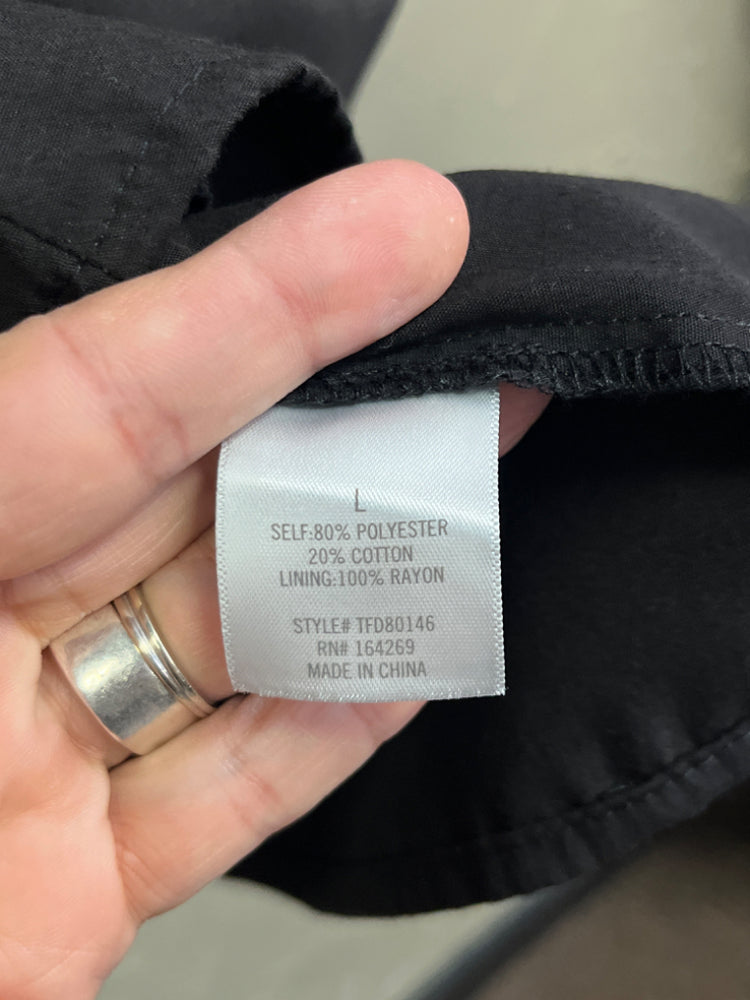 L
SELF:80% POLYESTER
20% COTTON
LINING:100% RAYON
STYLE# TFD80146
RN# 164269
MADE IN CHINA